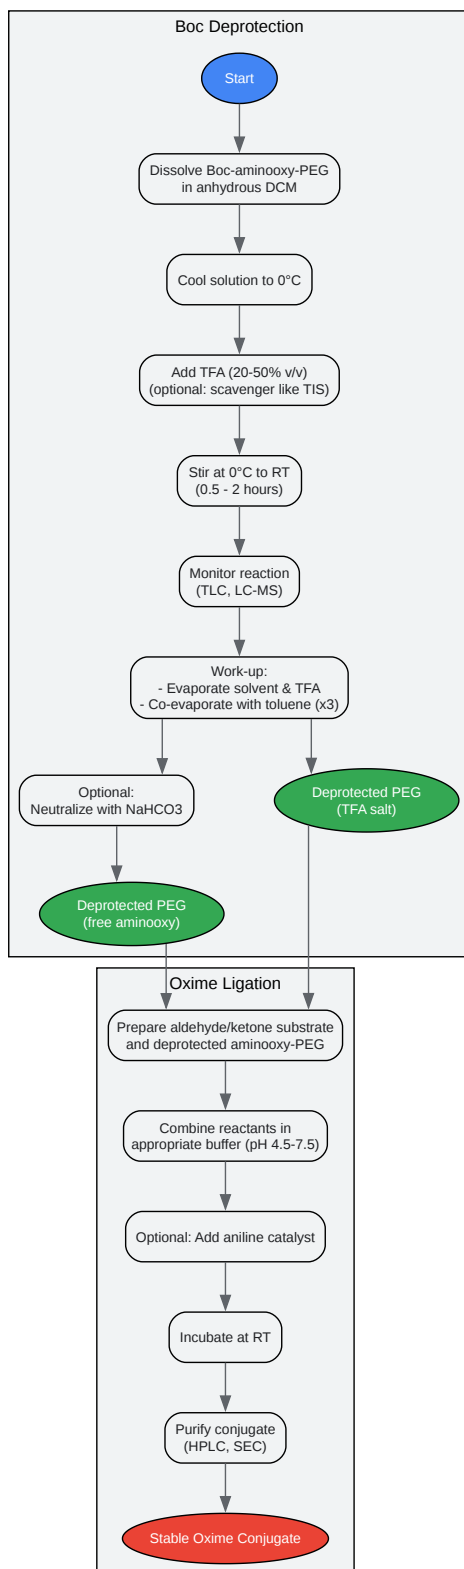 Boc Deprotection
Start
Dissolve Boc-aminooxy-PEG
in anhydrous DCM
Cool solution to 0°C
Add TFA (20-50% v/v)
(optional: scavenger like TIS)
Stir at 0°C to RT
(0.5 - 2 hours)
Monitor reaction
(TLC, LC-MS)
Work-up:
- Evaporate solvent & TFA
- Co-evaporate with toluene (x3)
Optional:
Neutralize with NaHCO3
Deprotected PEG
(TFA salt)
Deprotected PEG
(free aminooxy)
Oxime Ligation
Prepare aldehyde/ketone substrate
and deprotected aminooxy-PEG
Combine reactants in
appropriate buffer (pH 4.5-7.5)
Optional: Add aniline catalyst
Incubate at RT
Purify conjugate
(HPLC, SEC)
Stable Oxime Conjugate